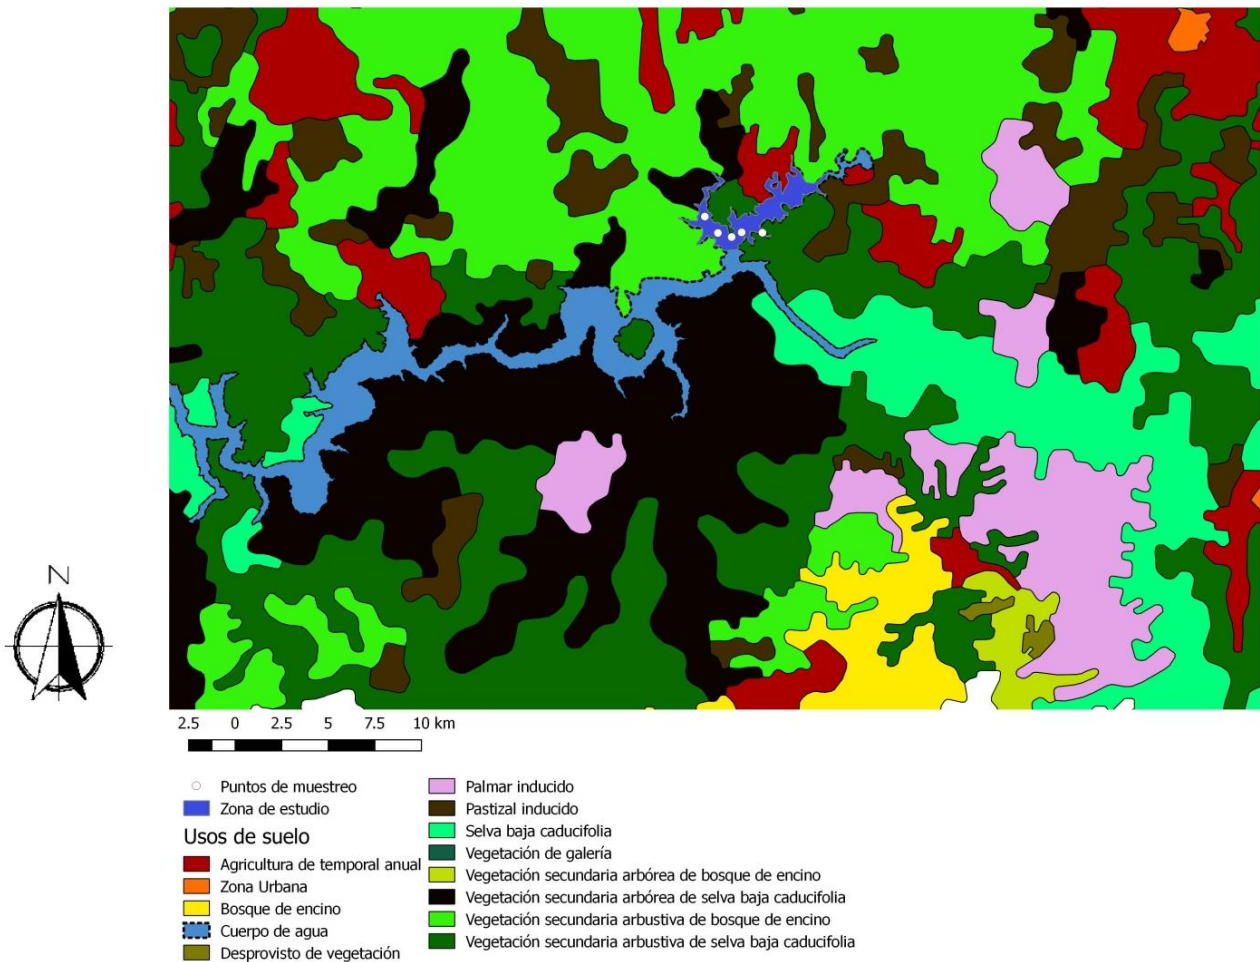 N
2.5 0 2.5 5 7.5 10 km
Puntos de muestreo
Zona de estudio
Usos de suelo
Agricultura de temporal anual
Zona Urbana
Bosque de encino
Cuerpo de agua
Desprovisto de vegetación
Palmar inducido
Pastizal inducido
Selva baja caducifolia
Vegetación de galería
Vegetación secundaria arbórea de bosque de encino
Vegetación secundaria arbórea de selva baja caducifolia
Vegetación secundaria arbustiva de bosque de encino
Vegetación secundaria arbustiva de selva baja caducifolia